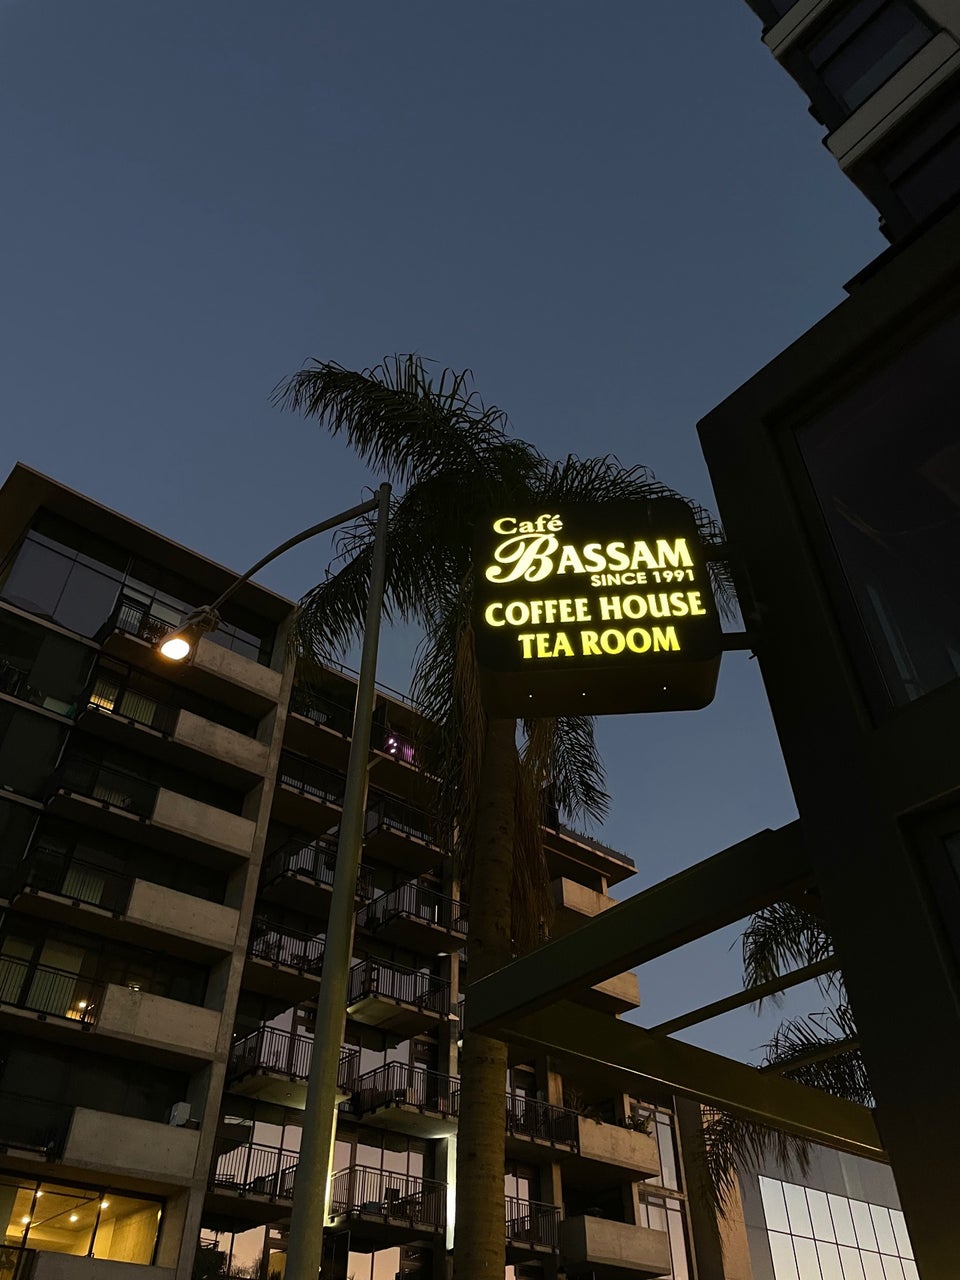 Café
BASSAM
SINCE 1991
COFFEE HOUSE
TEA ROOM